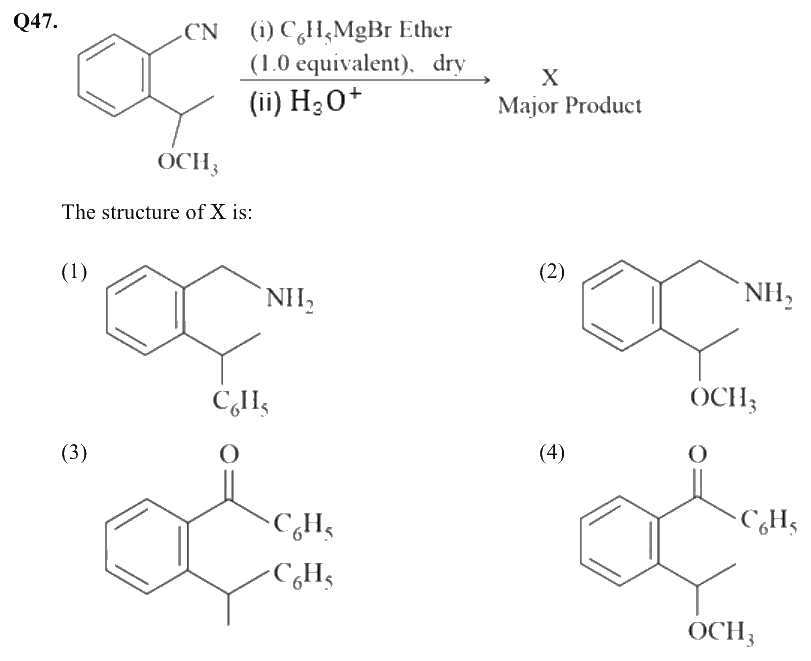 Q47.
CN
(i) C₆H₅MgBr Ether
(1.0 equivalent), dry
(ii) H₃O⁺
X
Major Product
OCH₃
The structure of X is:
(1)
NH₂
C₆H₅
(2)
NH₂
OCH₃
(3)
O
C₆H₅
C₆H₅
(4)
O
C₆H₅
OCH₃